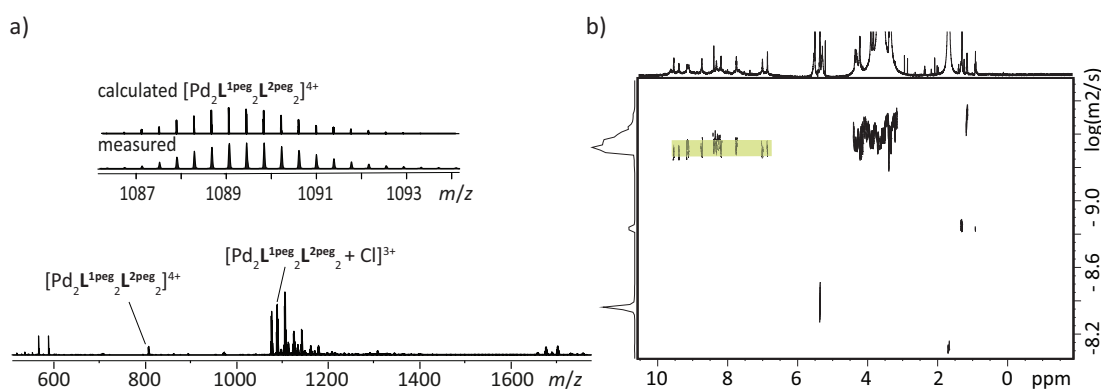 a)
calculated [Pd₂L¹ᵖᵉᵍ₂L²ᵖᵉᵍ₂]⁴⁺
measured
1087 1089 1091 1093 m/z
[Pd₂L¹ᵖᵉᵍ₂L²ᵖᵉᵍ₂ + Cl]³⁺
[Pd₂L¹ᵖᵉᵍ₂L²ᵖᵉᵍ₂]⁴⁺
600 800 1000 1200 1400 1600 m/z
b)
log(m2/s)
- 9.0
- 8.6
-8.2
10 8 6 4 2 0 ppm